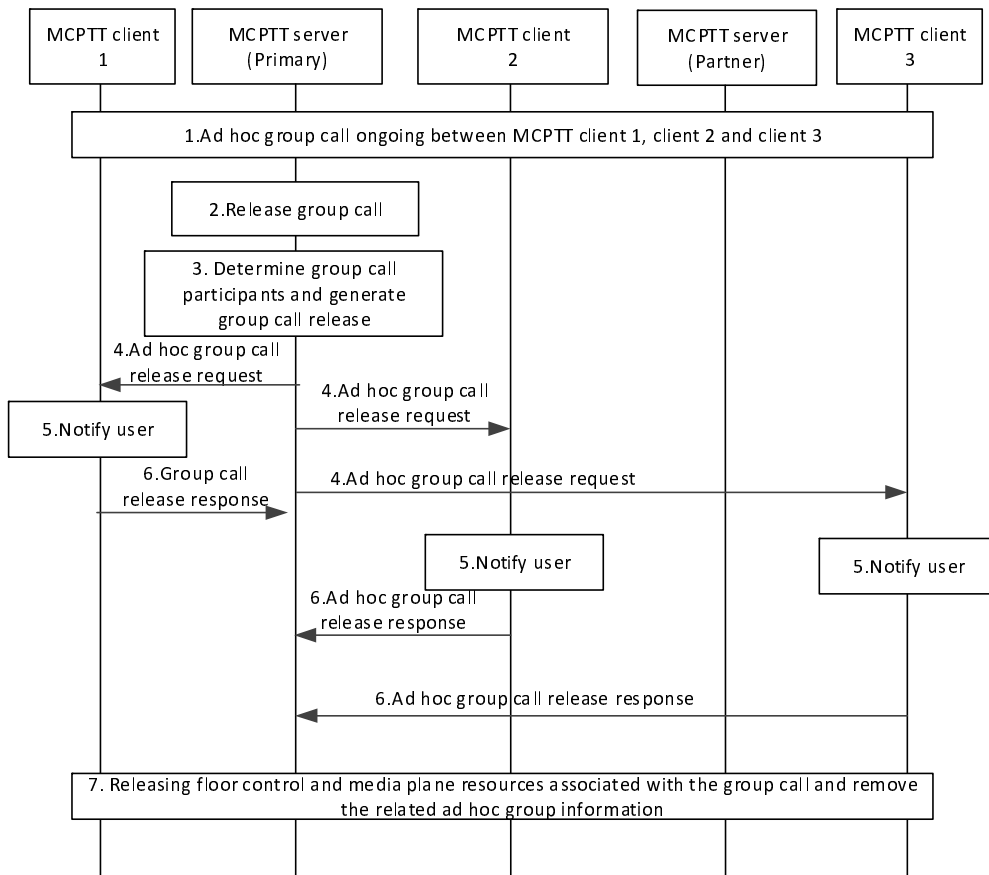 MCPTT client
1
MCPTT server
(Primary)
MCPTT client
2
MCPTT server
(Partner)
MCPTT client
3
1.Ad hoc group call ongoing between MCPTT client 1, client 2 and client 3
2.Release group call
3. Determine group call
participants and generate
group call release
4.Ad hoc group call
release request
4.Ad hoc group call
release request
5.Notify user
6.Group call
release response
4.Ad hoc group call release request
5.Notify user
5.Notify user
6.Ad hoc group call
release response
6.Ad hoc group call release response
7. Releasing floor control and media plane resources associated with the group call and remove
the related ad hoc group information